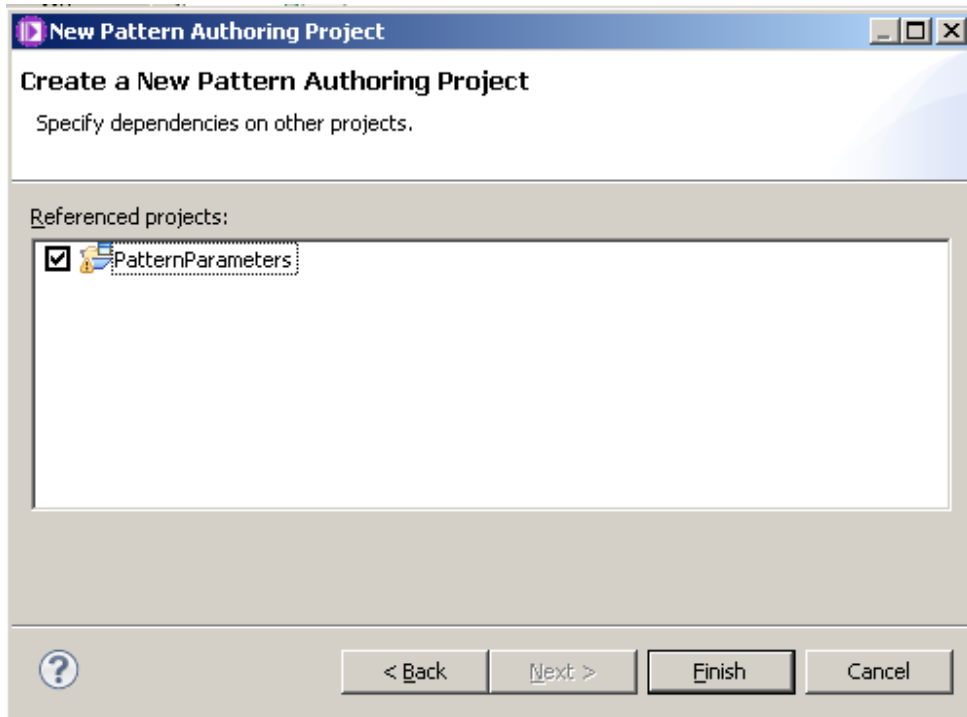 New Pattern Authoring Project
Create a New Pattern Authoring Project
Specify dependencies on other projects.
Referenced projects:
PatternParameters
?
< Back Next > Finish Cancel